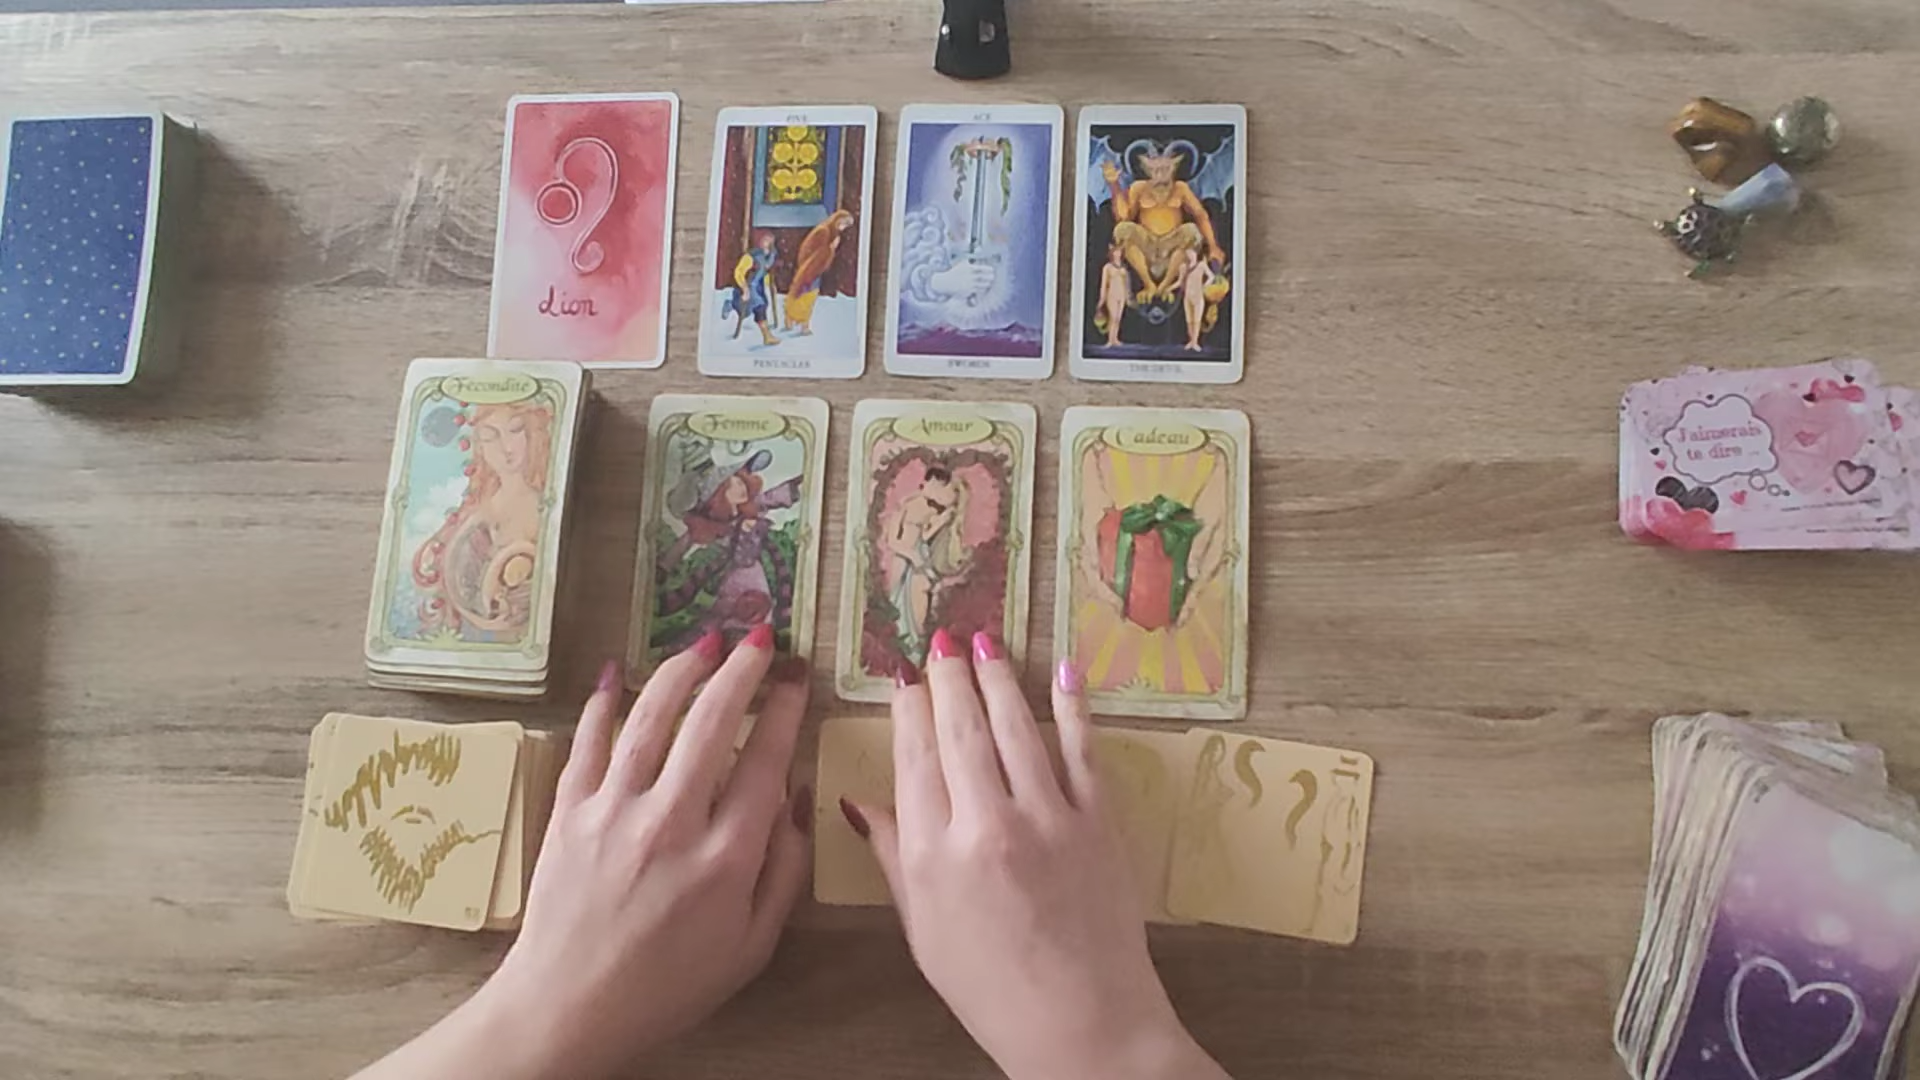 FIVE
ACE
XV
Lion
PENTACLES
SWORDS
THE DEVIL
Fécondité
Femme
Amour
Cadeau
J'aimerais
te dire ...